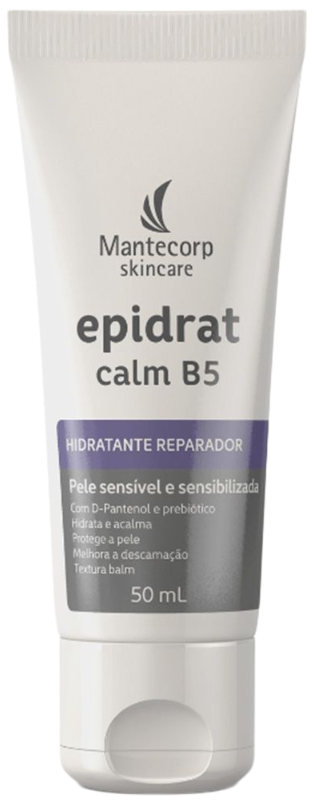 Mantecorp
skincare
epidrat
calm B5
HIDRATANTE REPARADOR
Pele sensível e sensibilizada
Com D-Pantenol e prebiótico
Hidrata e acalma
Protege a pele
Melhora a descamação
Textura balm
50 mL